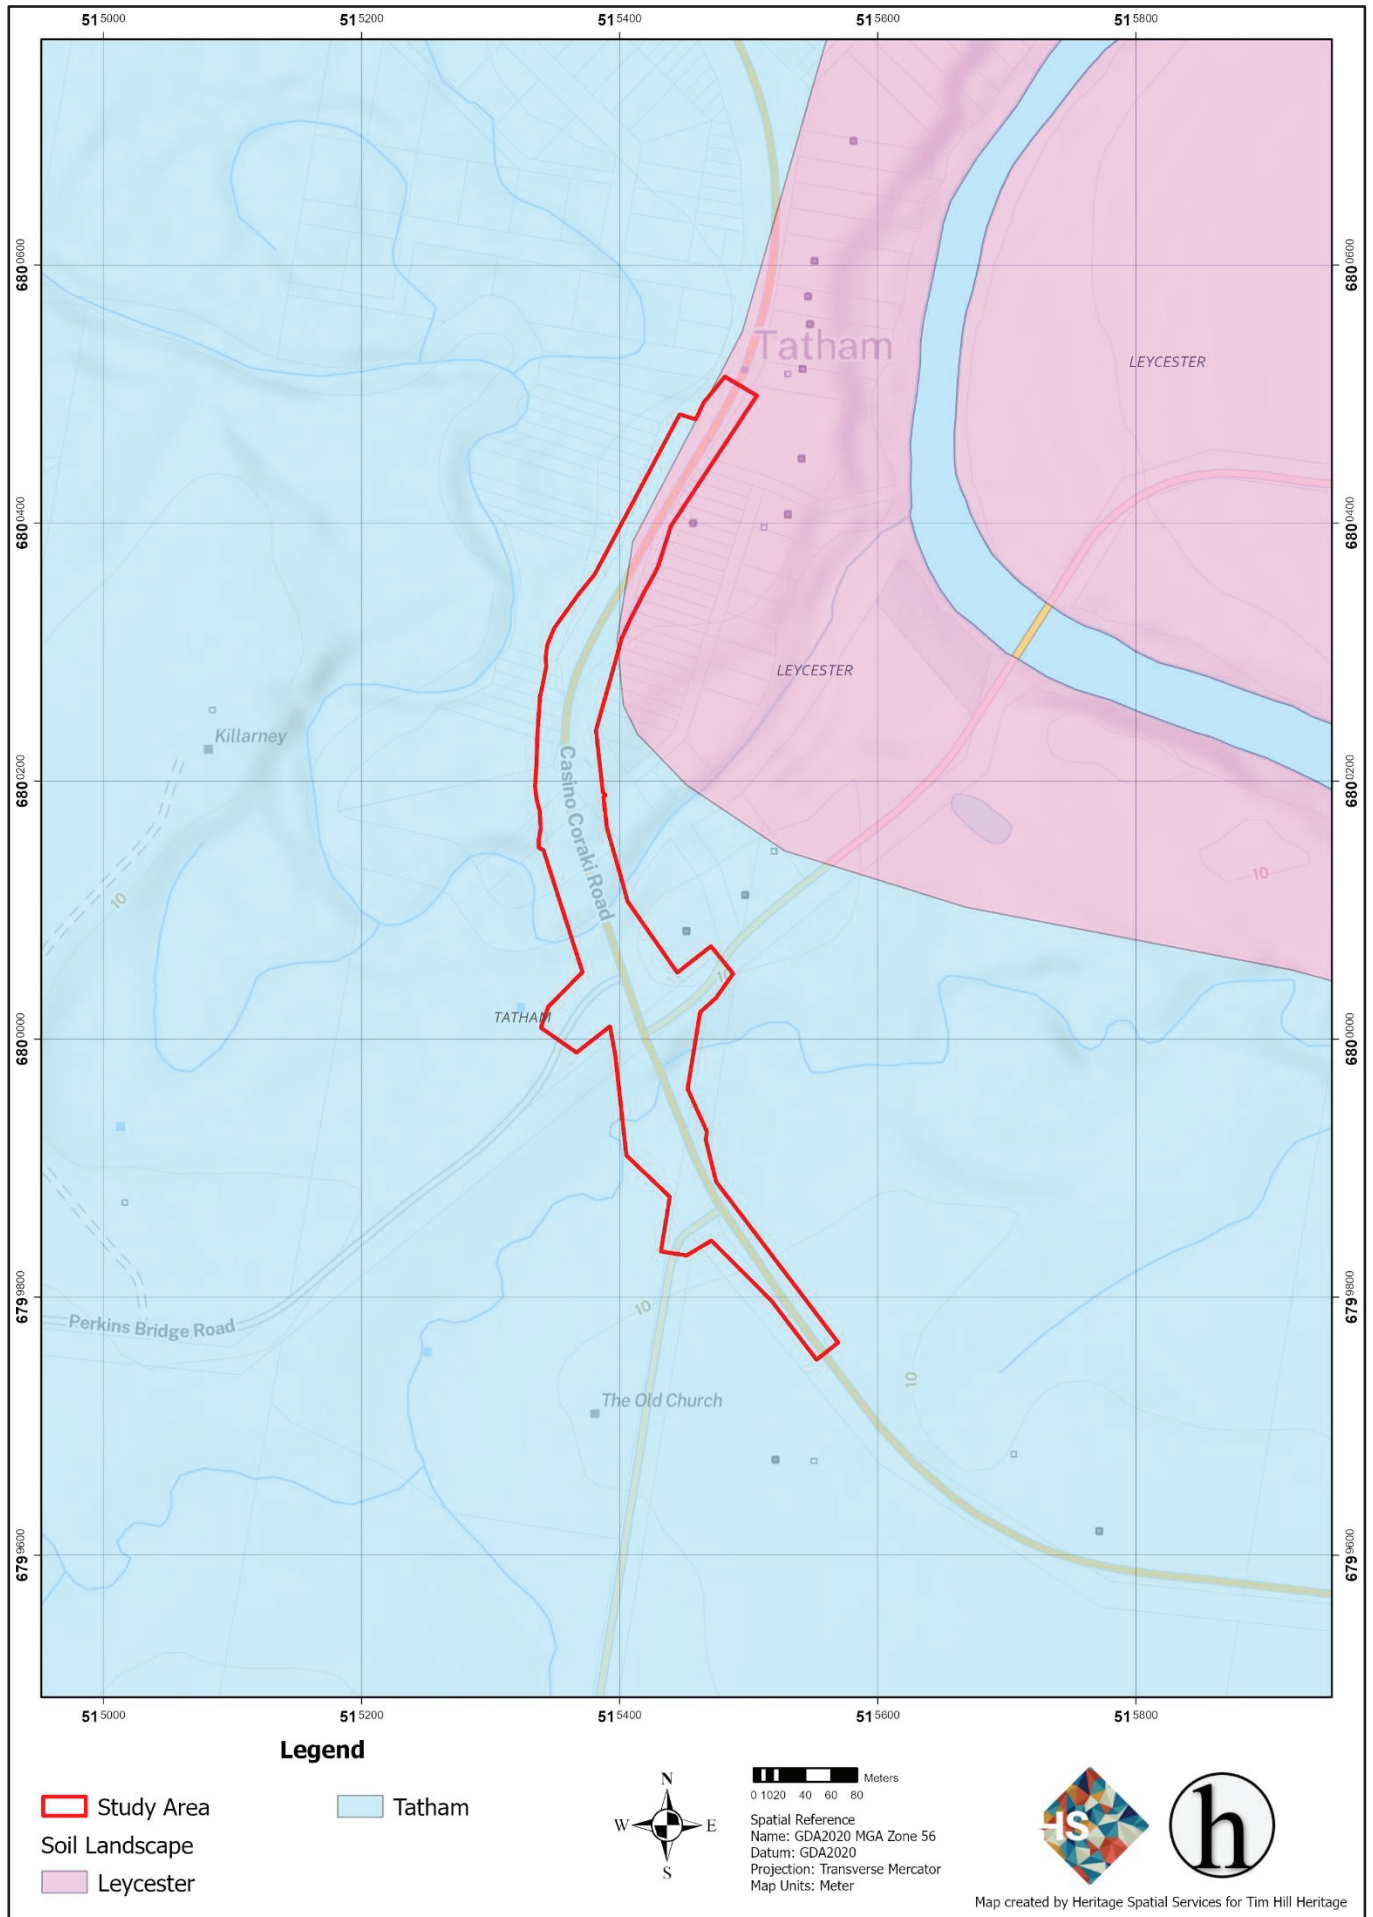 515000 515200 515400 515600 515800
6800600 6800600
Tatham
LEYCESTER
6800400 6800400
LEYCESTER
Killarney
6800200 6800200
Casino Coraki Road
10
10
10
TATHAM
6800000 6800000
6799800 6799800
10
Perkins Bridge Road
10
The Old Church
6799600 6799600
515000 515200 515400 515600 515800
Legend
Study Area
Tatham
Soil Landscape
Leycester
N
W E
S
Meters
0 1020 40 60 80
Spatial Reference
Name: GDA2020 MGA Zone 56
Datum: GDA2020
Projection: Transverse Mercator
Map Units: Meter
HS
h
Map created by Heritage Spatial Services for Tim Hill Heritage